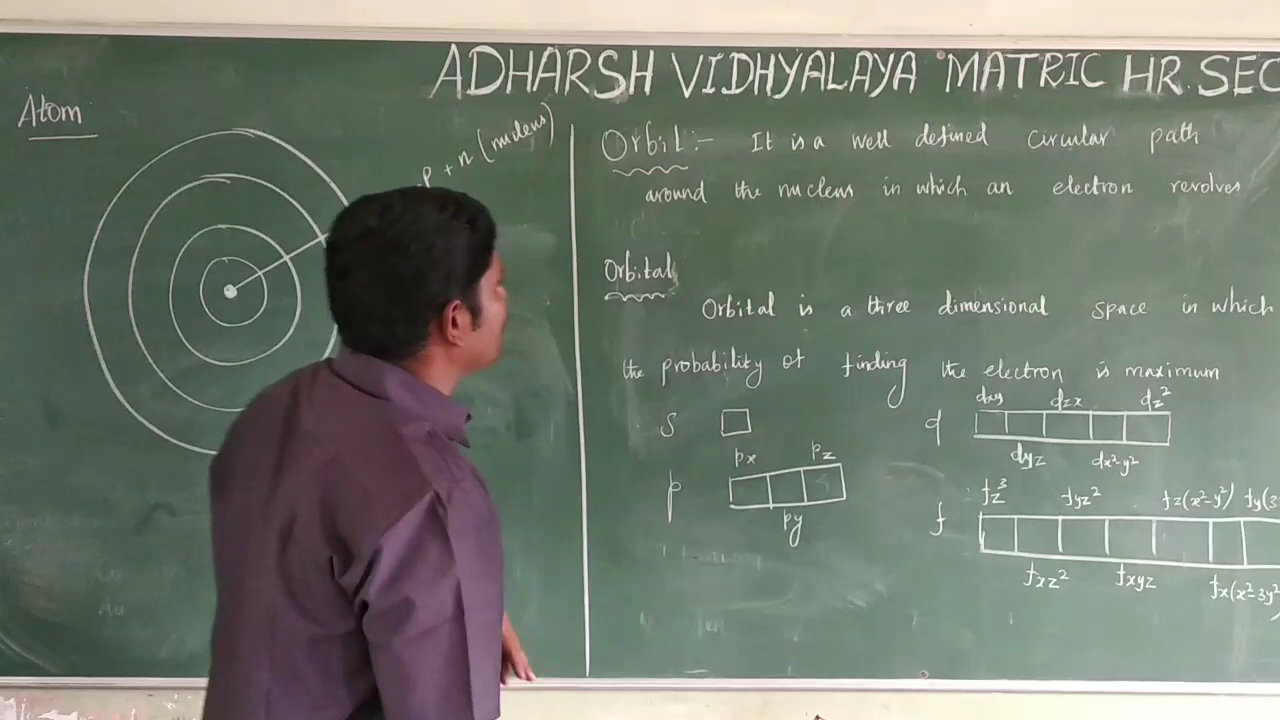 ADHARSH VIDHYALAYA MATRIC HR. SEC
Atom
p + n (nucleus)
Orbit :- It is a well defined circular path
around the nucleus in which an electron revolves
Orbital
Orbital is a three dimensional space in which
the probability of finding the electron is maximum
s
p
px
pz
py
d
dxy
dzx
dz²
dyz
dx²-y²
f
fz³
fyz²
fz(x²-y²)
fy(3
fxz²
fxyz
fx(x²-3y²